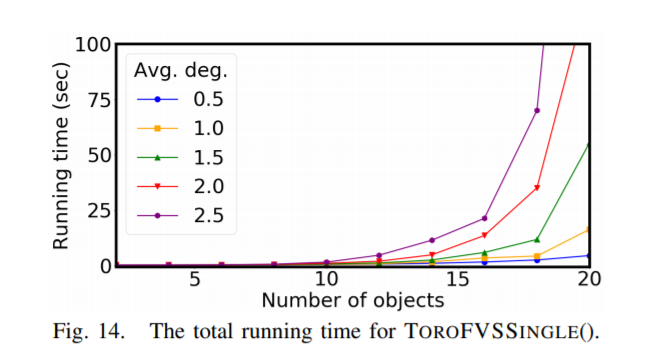 100
75
50
25
0
Running time (sec)
Avg. deg.
0.5
1.0
1.5
2.0
2.5
5 10 15 20
Number of objects
Fig. 14. The total running time for TOROFVSSINGLE().